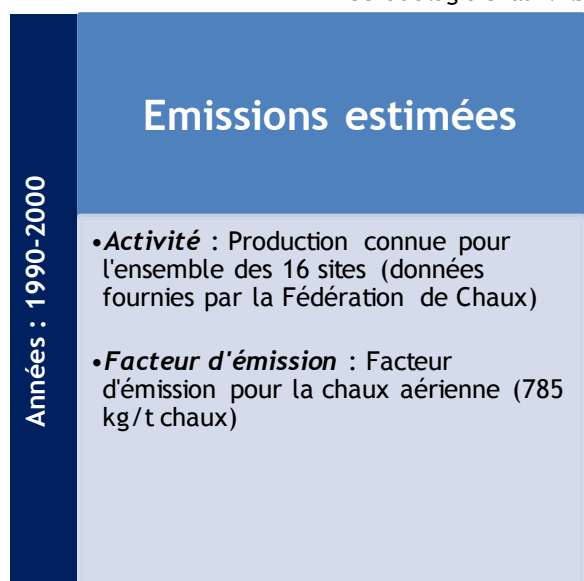 Emissions estimées
Années : 1990-2000
•Activité : Production connue pour
l'ensemble des 16 sites (données
fournies par la Fédération de Chaux)
•Facteur d'émission : Facteur
d'émission pour la chaux aérienne (785
kg/t chaux)